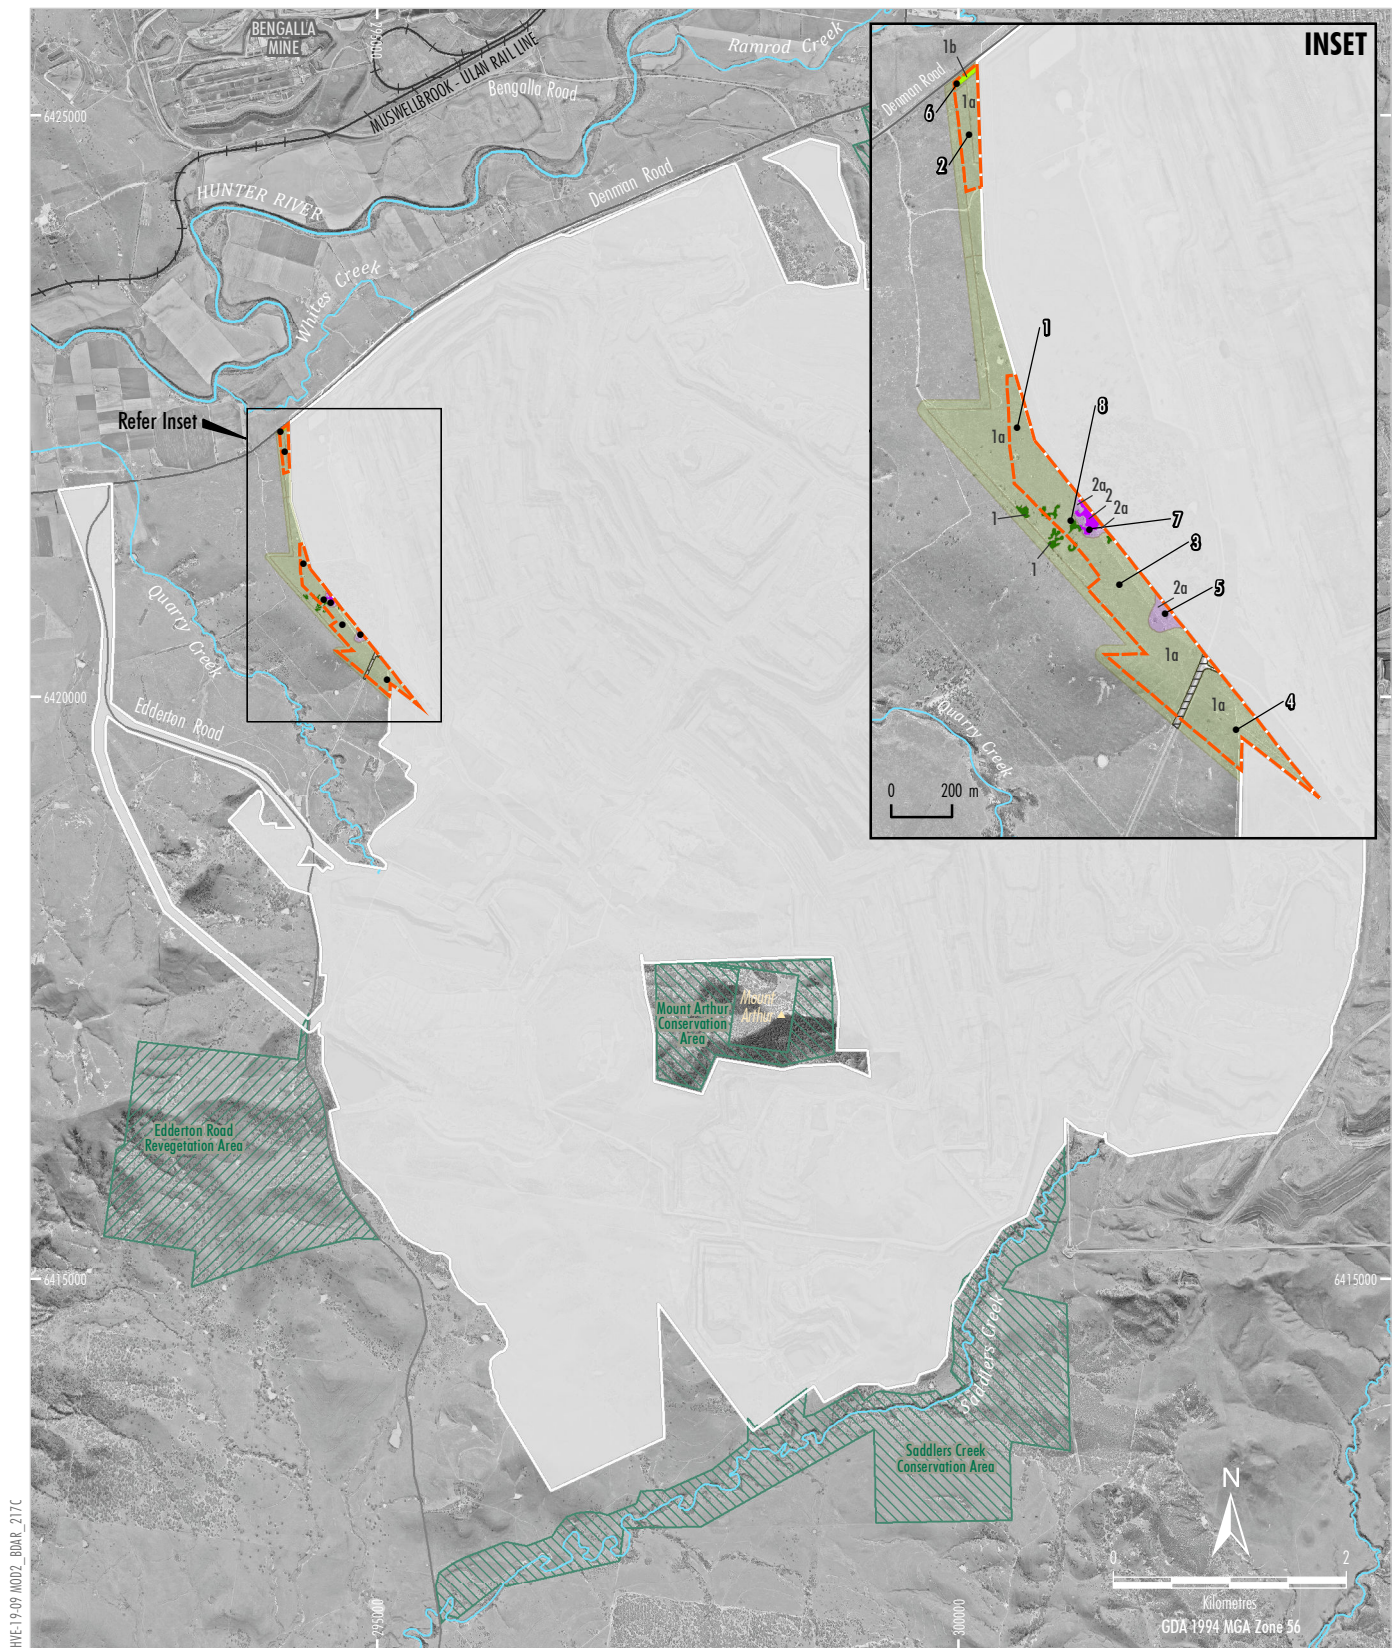 BENGALLA
MINE
295000
MUSWELLBROOK - ULAN RAIL LINE
Ramrod Creek
Bengalla Road
6425000
HUNTER RIVER
Denman Road
Whites Creek
Refer Inset
Quarry Creek
6420000
Edderton Road
INSET
1b
Denman Road
1a
6
2
1
8
1a
2a
2
2a
7
1
3
1
2a
5
1a
1a
4
Quarry Creek
0 200 m
Mount Arthur
Conservation
Area
Mount
Arthur
Edderton Road
Revegetation Area
6415000
6415000
Saddlers Creek
Saddlers Creek
Conservation Area
N
0 2
Kilometres
GDA 1994 MGA Zone 56
295000
300000
HVE-19-09 MOD2_BDAR_217C